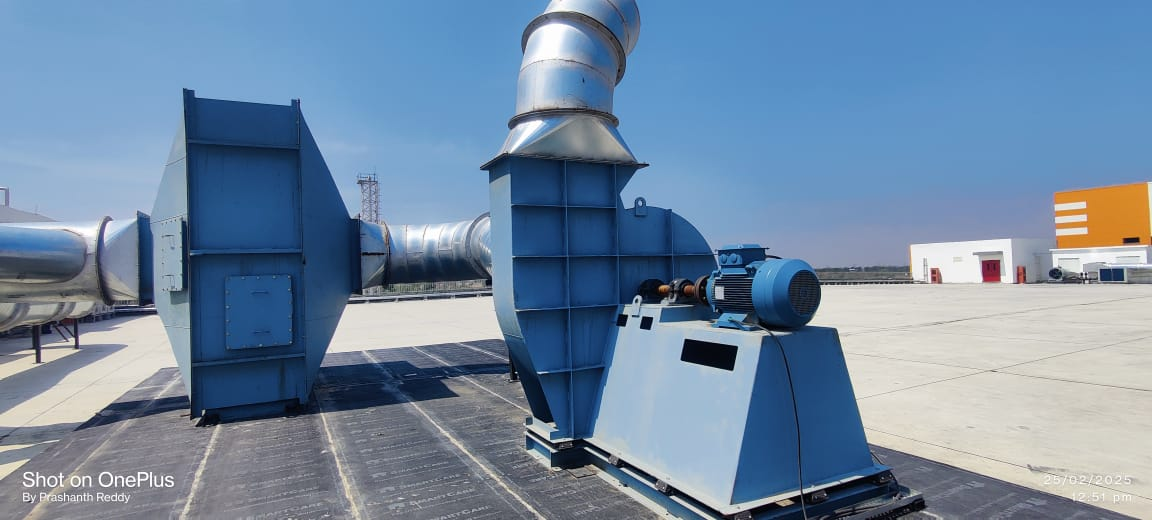 Shot on OnePlus
By Prashanth Reddy
25/02/2025
12:51 pm